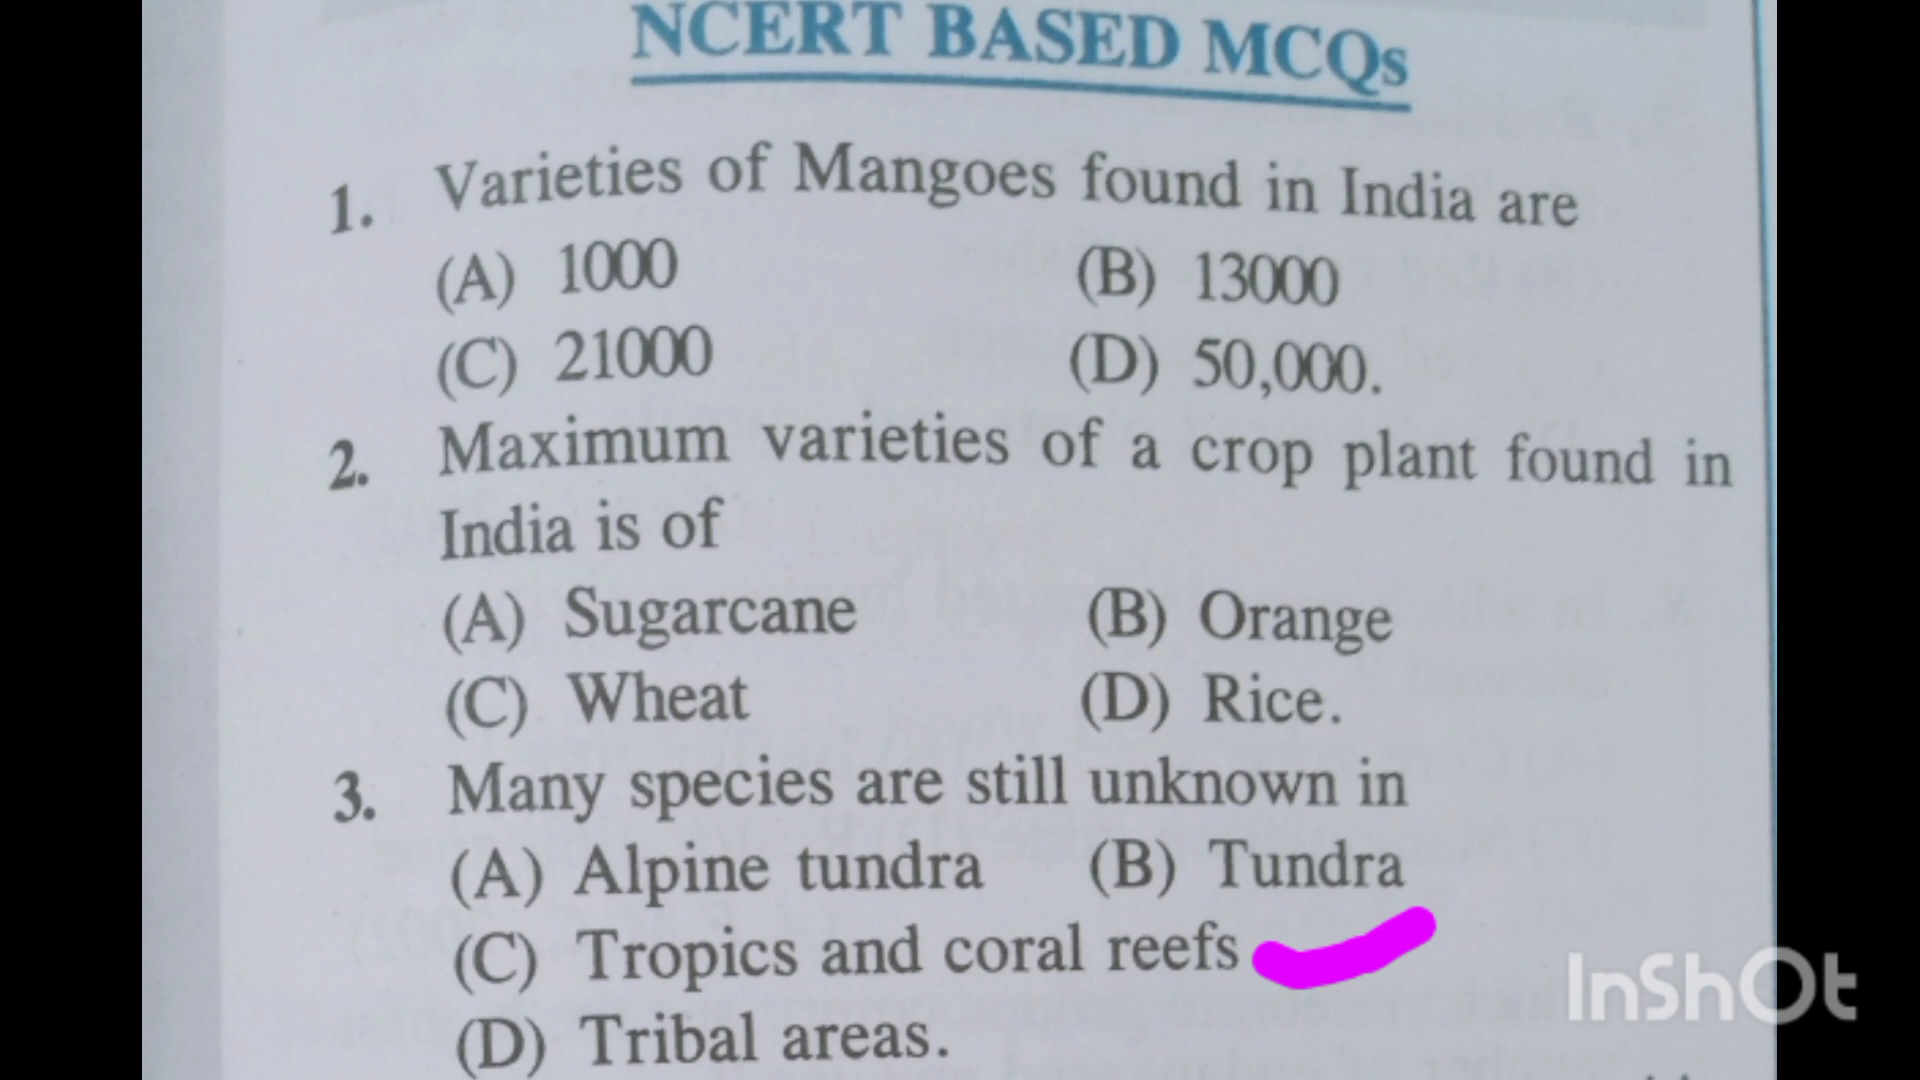 NCERT BASED MCQs
1. Varieties of Mangoes found in India are
(A) 1000 (B) 13000
(C) 21000 (D) 50,000.
2. Maximum varieties of a crop plant found in
India is of
(A) Sugarcane (B) Orange
(C) Wheat (D) Rice.
3. Many species are still unknown in
(A) Alpine tundra (B) Tundra
(C) Tropics and coral reefs
(D) Tribal areas.
InShOt